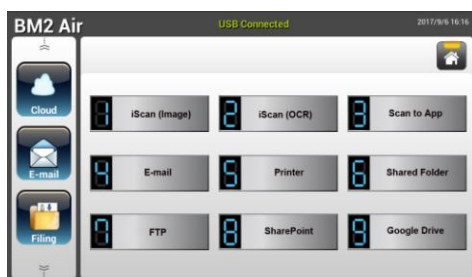 BM2 Air USB Connected 2017/9/6 16:16
Cloud
E-mail
Filing
1 iScan (Image) 2 iScan (OCR) 3 Scan to App
4 E-mail 5 Printer 6 Shared Folder
7 FTP 8 SharePoint 9 Google Drive